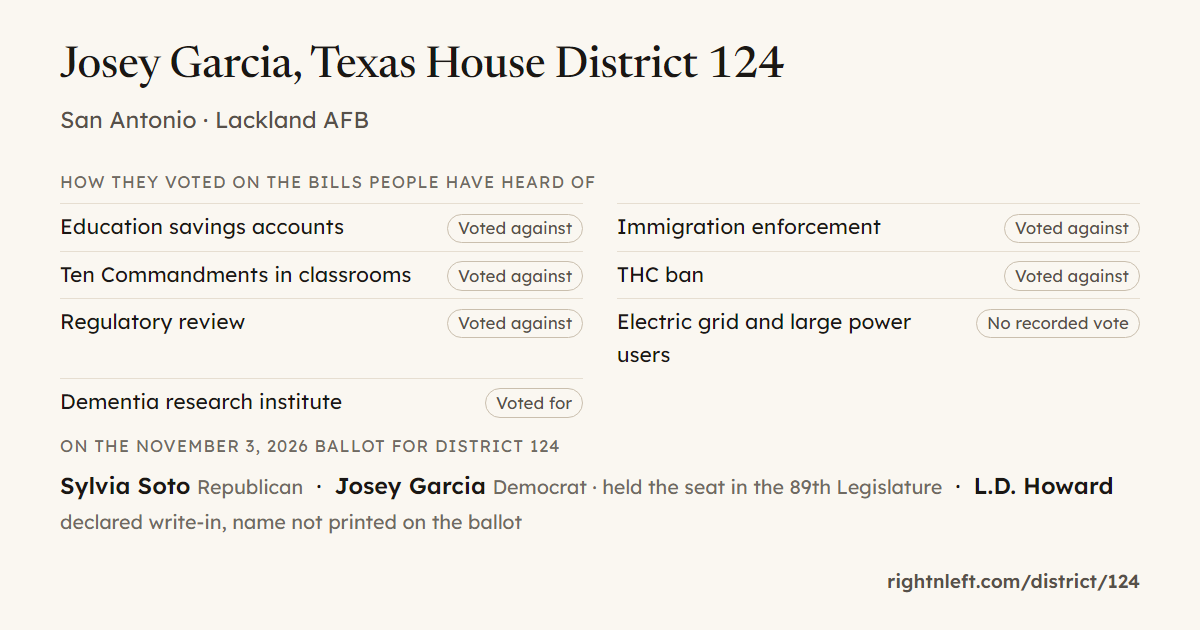 Josey Garcia, Texas House District 124
San Antonio · Lackland AFB
HOW THEY VOTED ON THE BILLS PEOPLE HAVE HEARD OF
Education savings accounts Voted against
Immigration enforcement Voted against
Ten Commandments in classrooms Voted against
THC ban Voted against
Regulatory review Voted against
Electric grid and large power No recorded vote
users
Dementia research institute Voted for
ON THE NOVEMBER 3, 2026 BALLOT FOR DISTRICT 124
Sylvia Soto Republican · Josey Garcia Democrat · held the seat in the 89th Legislature · L.D. Howard
declared write-in, name not printed on the ballot
rightnleft.com/district/124